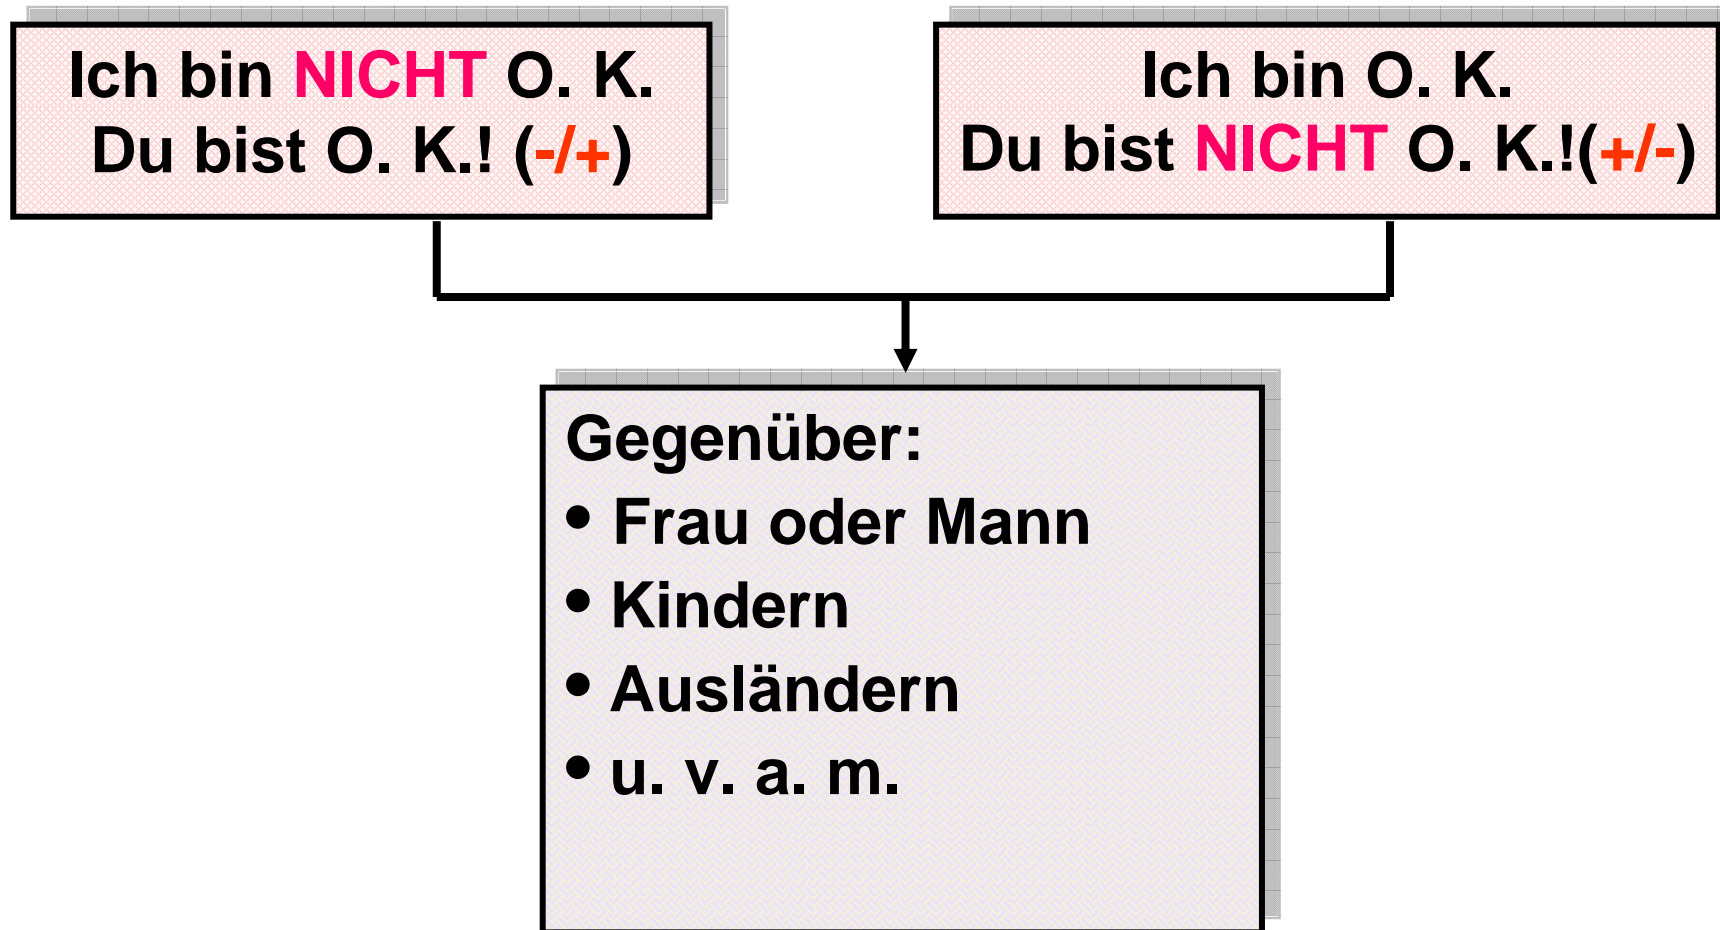 Ich bin NICHT O. K.
Du bist O. K.! (-/+)
Ich bin O. K.
Du bist NICHT O. K.!(+/-)
Gegenüber:
• Frau oder Mann
• Kindern
• Ausländern
• u. v. a. m.